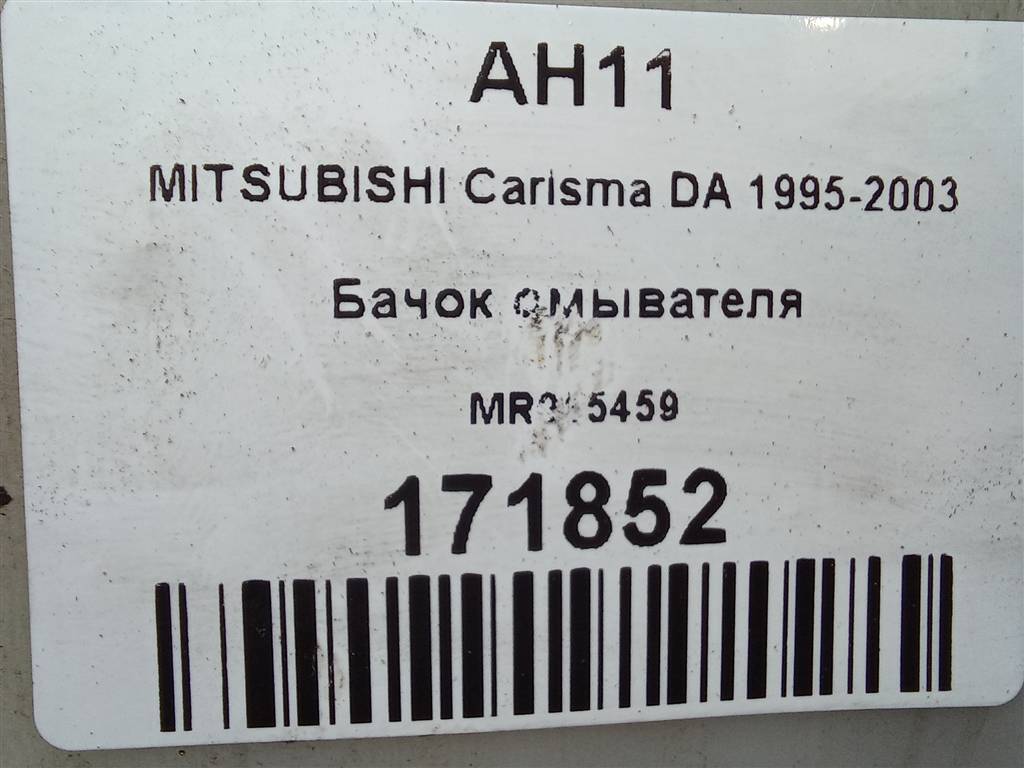 AH11
MITSUBISHI Carisma DA 1995-2003
Бачок омывателя
171852